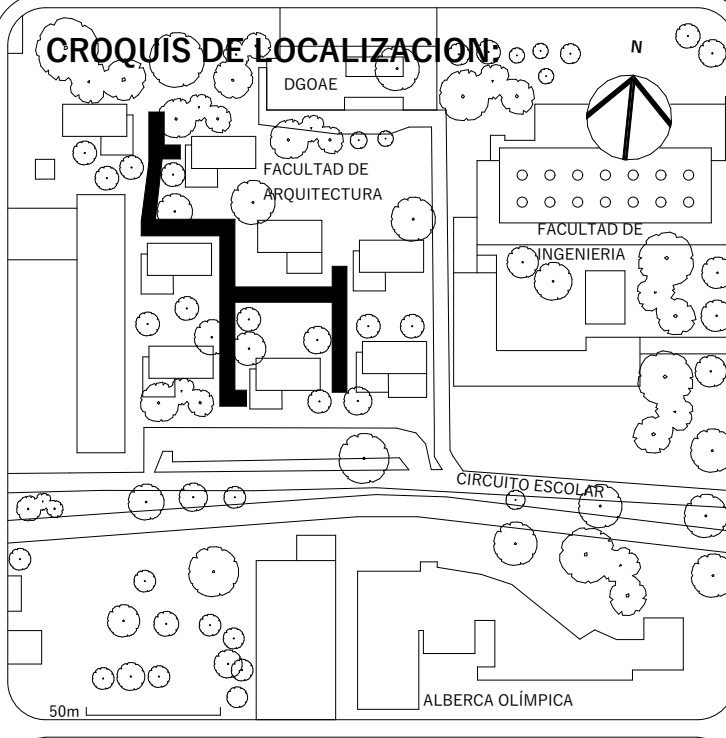 CROQUIS DE LOCALIZACION:
N
DGOAE
FACULTAD DE
ARQUITECTURA
FACULTAD DE
INGENIERIA
CIRCUITO ESCOLAR
ALBERCA OLÍMPICA
50m